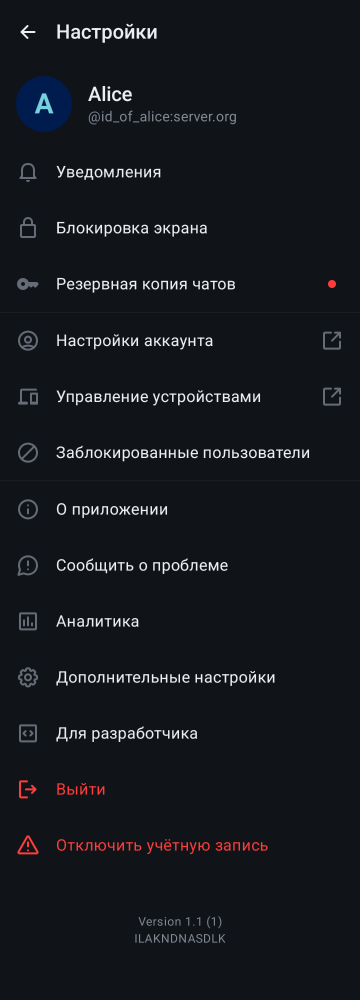 Настройки
A
Alice
@id_of_alice:server.org
Уведомления
Блокировка экрана
Резервная копия чатов
Настройки аккаунта
Управление устройствами
Заблокированные пользователи
О приложении
Сообщить о проблеме
Аналитика
Дополнительные настройки
Для разработчика
Выйти
Отключить учётную запись
Version 1.1 (1)
ILAKNDNASDLK